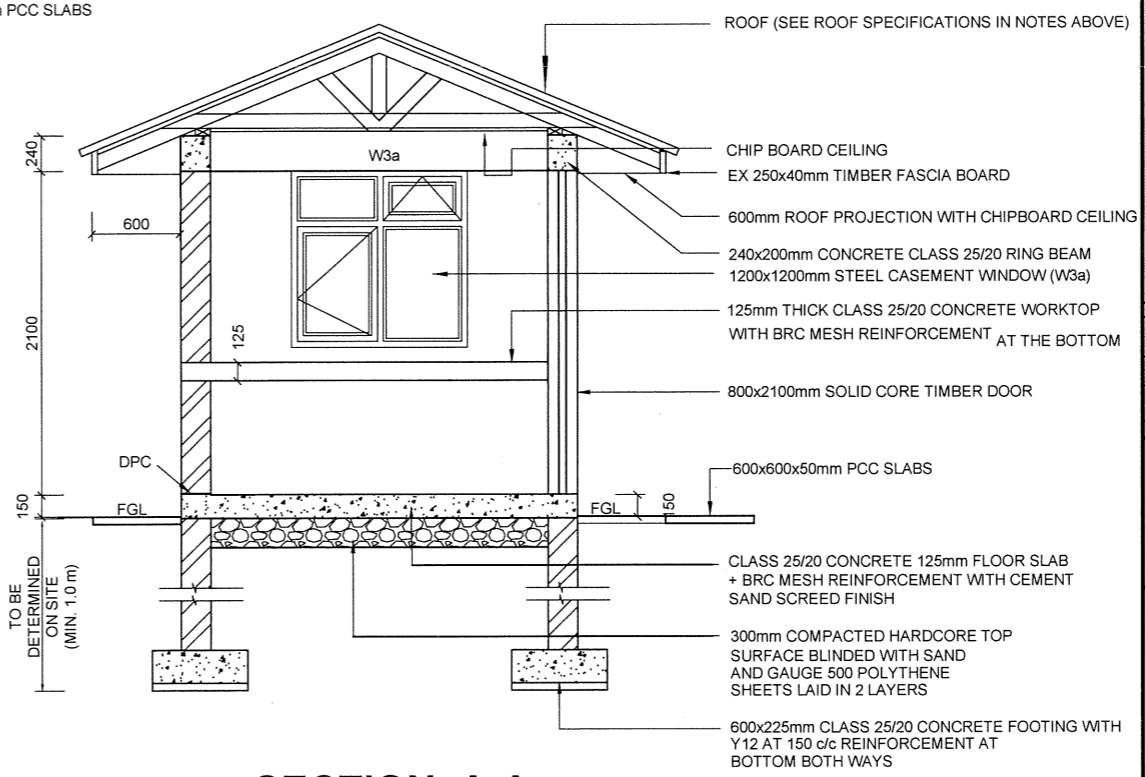 PCC SLABS
ROOF (SEE ROOF SPECIFICATIONS IN NOTES ABOVE)
240
W3a
CHIP BOARD CEILING
EX 250x40mm TIMBER FASCIA BOARD
600
600mm ROOF PROJECTION WITH CHIPBOARD CEILING
240x200mm CONCRETE CLASS 25/20 RING BEAM
1200x1200mm STEEL CASEMENT WINDOW (W3a)
2100
125
125mm THICK CLASS 25/20 CONCRETE WORKTOP
WITH BRC MESH REINFORCEMENT AT THE BOTTOM
800x2100mm SOLID CORE TIMBER DOOR
DPC
600x600x50mm PCC SLABS
150
FGL
FGL
150
CLASS 25/20 CONCRETE 125mm FLOOR SLAB
+ BRC MESH REINFORCEMENT WITH CEMENT
SAND SCREED FINISH
TO BE
DETERMINED
ON SITE
(MIN. 1.0 m)
300mm COMPACTED HARDCORE TOP
SURFACE BLINDED WITH SAND
AND GAUGE 500 POLYTHENE
SHEETS LAID IN 2 LAYERS
600x225mm CLASS 25/20 CONCRETE FOOTING WITH
Y12 AT 150 c/c REINFORCEMENT AT
BOTTOM BOTH WAYS